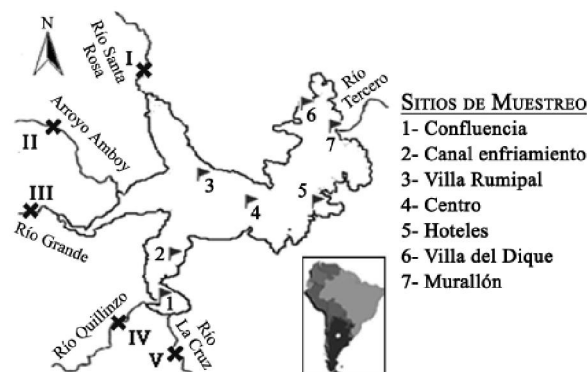 N
Río Santa
Rosa
I
Río
Tercero
6
7
Arroyo Amboy
II
3
4
5
III
Río Grande
2
1
Río Quillinzo
IV
Río
La Cruz
V
SITIOS DE MUESTREO
1- Confluencia
2- Canal enfriamiento
3- Villa Rumipal
4- Centro
5- Hoteles
6- Villa del Dique
7- Murallón